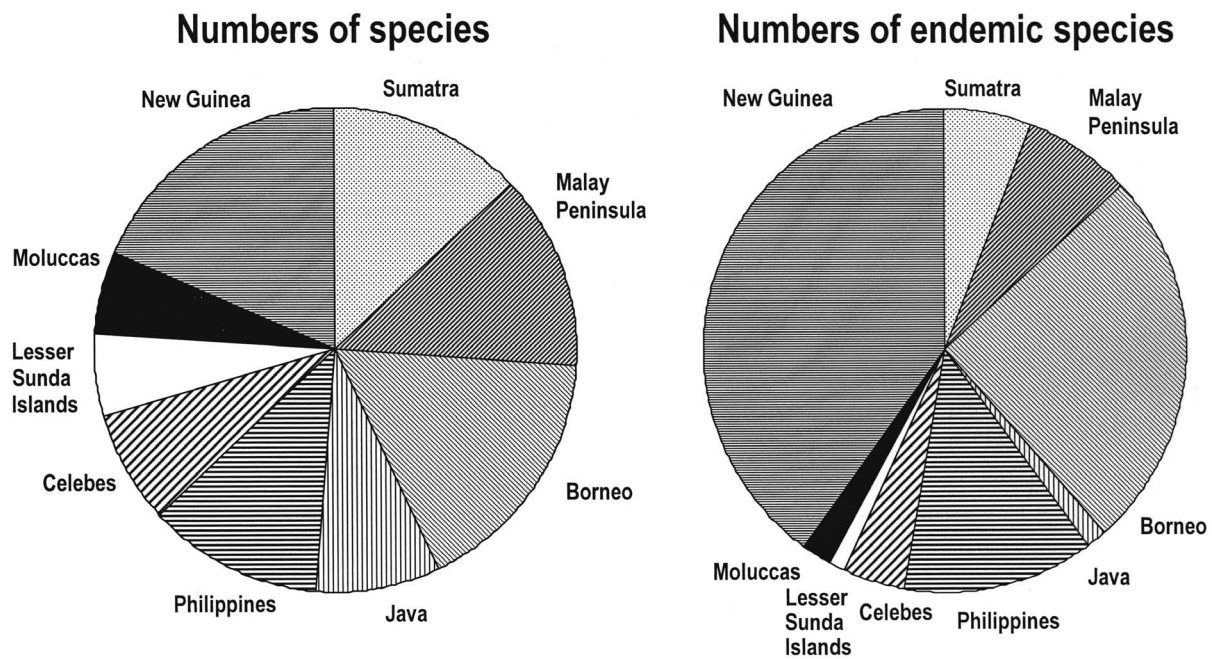 Numbers of species
New Guinea
Sumatra
Malay
Peninsula
Moluccas
Lesser
Sunda
Islands
Celebes
Borneo
Philippines
Java
Numbers of endemic species
New Guinea
Sumatra
Malay
Peninsula
Borneo
Moluccas
Java
Lesser
Sunda
Islands
Celebes
Philippines